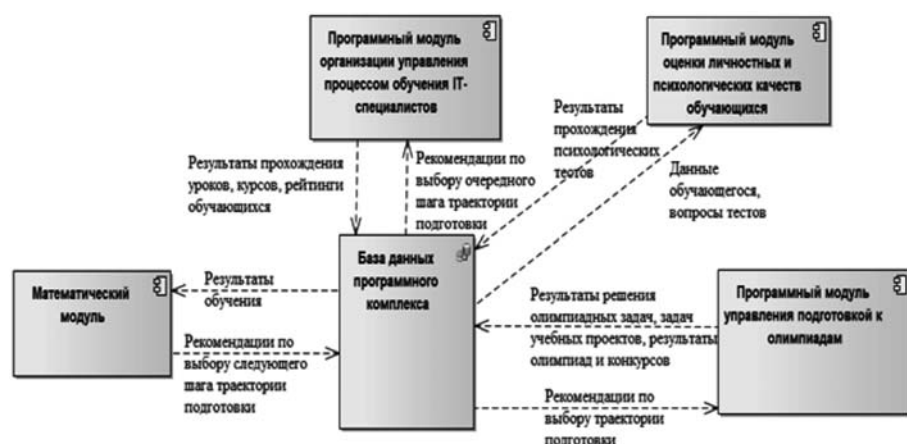 Программный модуль
организации управления
процессом обучения IT-
специалистов
Программный модуль
оценки личностных и
психологических качеств
обучающихся
Результаты
прохождения
психологических
тестов
Результаты прохождения
уроков, курсов, рейтинги
обучающихся
Рекомендации по
выбору очередного
шага траектории
подготовки
Данные
обучающегося,
вопросы тестов
База данных
программного
комплекса
Математический
модуль
Результаты
обучения
Результаты решения
олимпиадных задач, задач
учебных проектов, результаты
олимпиад и конкурсов
Программный модуль
управления подготовкой к
олимпиадам
Рекомендации по
выбору следующего
шага траектории
подготовки
Рекомендации по
выбору траектории
подготовки